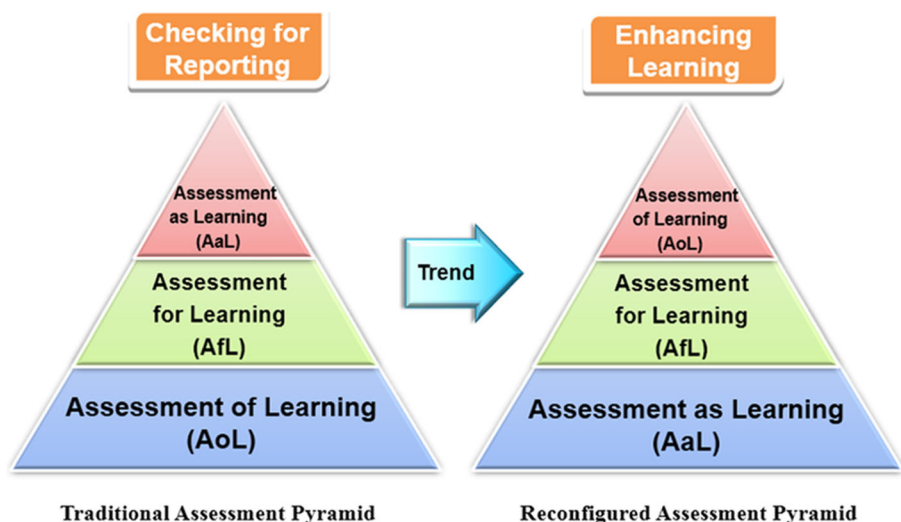 Checking for
Reporting
Assessment
as Learning
(AaL)
Assessment
for Learning
(AfL)
Assessment of Learning
(AoL)
Traditional Assessment Pyramid
Trend
Enhancing
Learning
Assessment
of Learning
(AoL)
Assessment
for Learning
(AfL)
Assessment as Learning
(AaL)
Reconfigured Assessment Pyramid